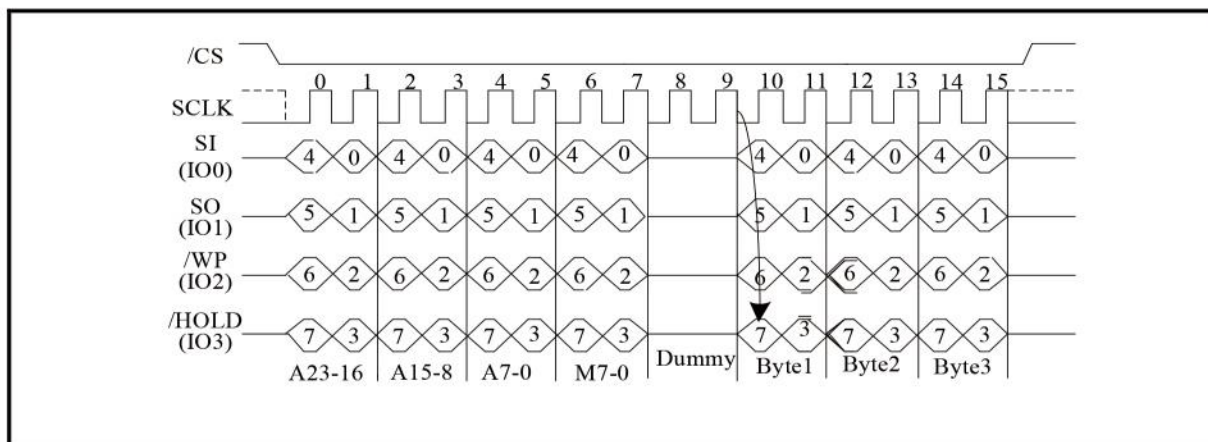 /CS
0 1 2 3 4 5 6 7 8 9 10 11 12 13 14 15
SCLK
SI
(IO0)
4 0 4 0 4 0 4 0 4 0 4 0 4 0
SO
(IO1)
5 1 5 1 5 1 5 1 5 1 5 1 5 1
/WP
(IO2)
6 2 6 2 6 2 6 2 6 2 6 2 6 2
/HOLD
(IO3)
7 3 7 3 7 3 7 3 7 3 7 3 7 3
A23-16 A15-8 A7-0 M7-0 Dummy Byte1 Byte2 Byte3